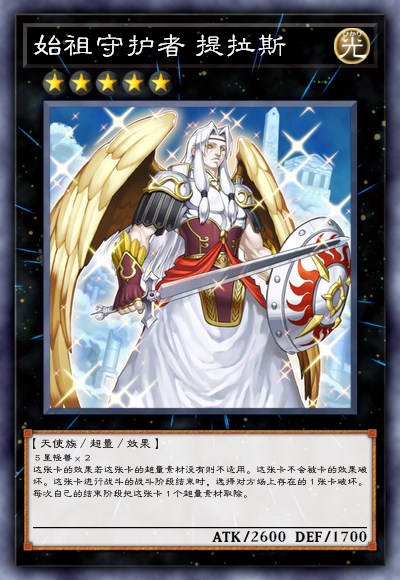 始祖守护者 提拉斯
ひかり
光
【天使族／超量／效果】
５星怪兽×２
这张卡的效果若这张卡的超量素材没有则不适用。这张卡不会被卡的效果破
坏。这张卡进行战斗的战斗阶段结束时，选择对方场上存在的１张卡破坏。
每次自己的结束阶段把这张卡１个超量素材取除。
ATK/2600 DEF/1700